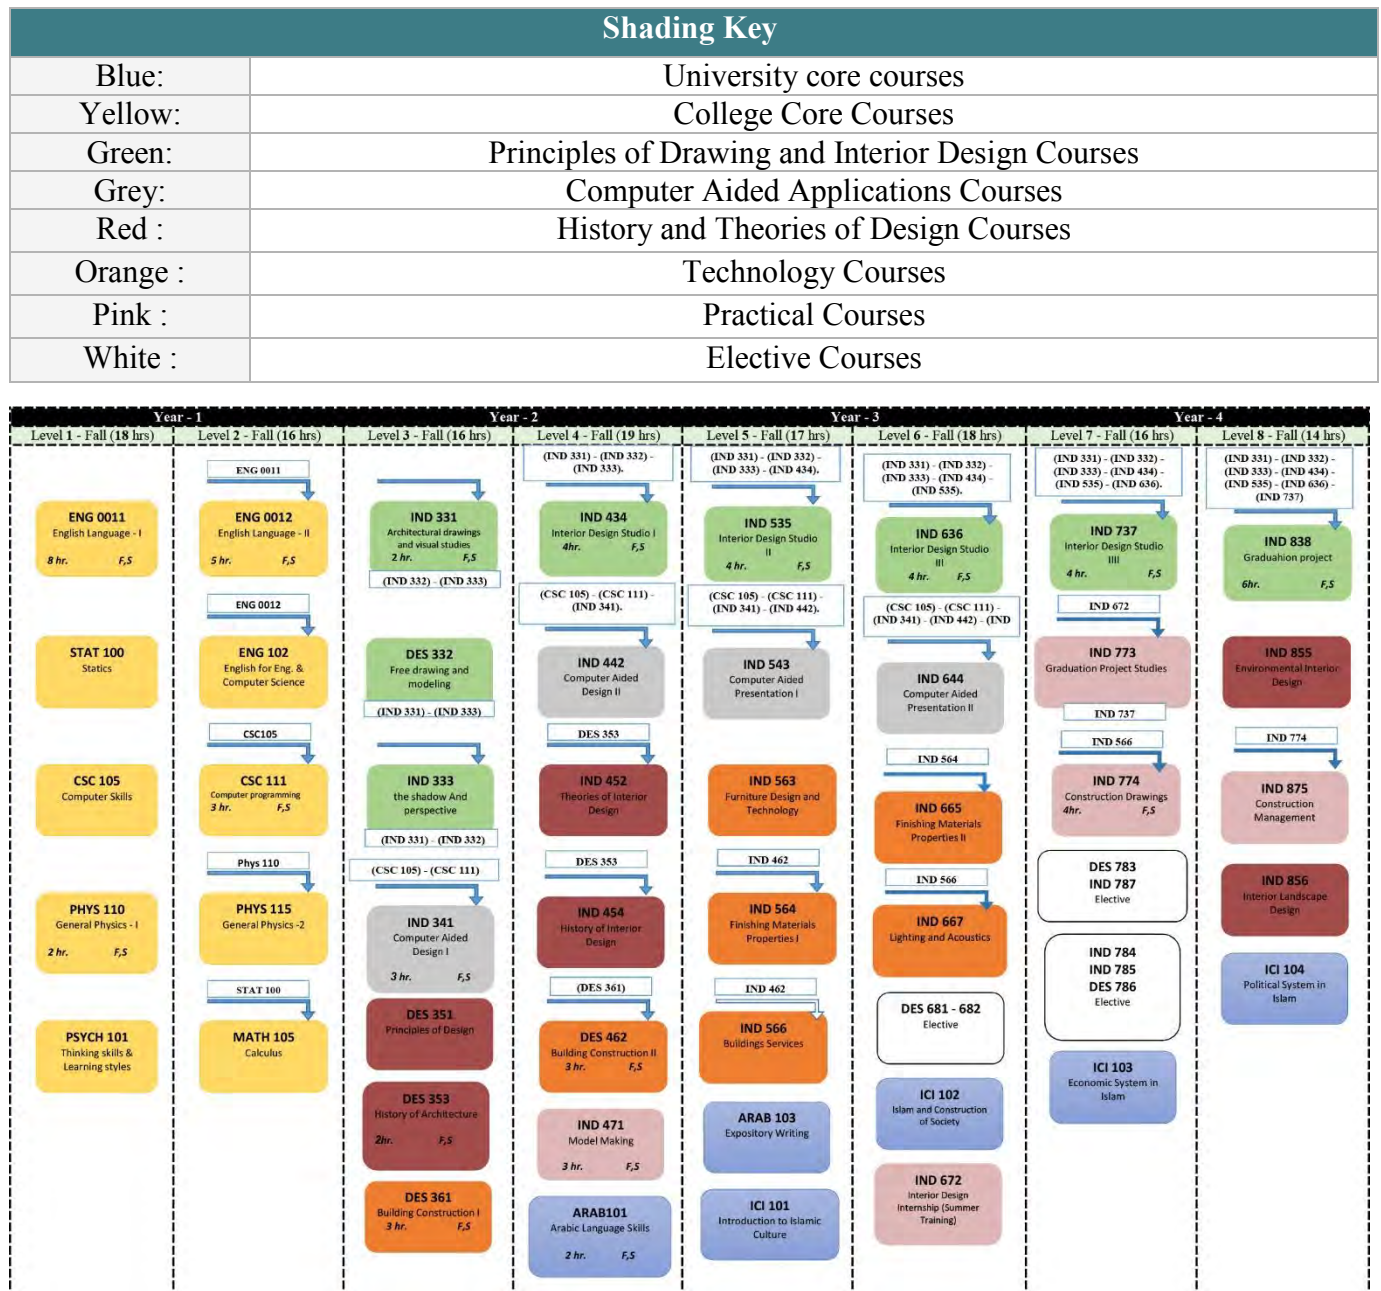 Shading Key
Blue: University core courses
Yellow: College Core Courses
Green: Principles of Drawing and Interior Design Courses
Grey: Computer Aided Applications Courses
Red : History and Theories of Design Courses
Orange : Technology Courses
Pink : Practical Courses
White : Elective Courses
Year - 1
Year - 2
Year - 3
Year - 4
Level 1 - Fall (18 hrs)
Level 2 - Fall (16 hrs)
Level 3 - Fall (16 hrs)
Level 4 - Fall (19 hrs)
Level 5 - Fall (17 hrs)
Level 6 - Fall (18 hrs)
Level 7 - Fall (16 hrs)
Level 8 - Fall (14 hrs)
ENG 0011
English Language - I
8 hr. F,S
STAT 100
Statics
CSC 105
Computer Skills
PHYS 110
General Physics - I
2 hr. F,S
PSYCH 101
Thinking skills &
Learning styles
ENG 0011
ENG 0012
English Language - II
5 hr. F,S
ENG 0012
ENG 102
English for Eng. &
Computer Science
CSC105
CSC 111
Computer programming
3 hr. F,S
Phys 110
PHYS 115
General Physics -2
STAT 100
MATH 105
Calculus
IND 331
Architectural drawings
and visual studies
2 hr. F,S
(IND 332) - (IND 333)
DES 332
Free drawing and
modeling
(IND 331) - (IND 333)
IND 333
the shadow And
perspective
(IND 331) - (IND 332)
(CSC 105) - (CSC 111)
IND 341
Computer Aided
Design I
3 hr. F,S
DES 351
Principles of Design
DES 353
History of Architecture
2hr. F,S
DES 361
Building Construction I
3 hr. F,S
(IND 331) - (IND 332) -
(IND 333).
IND 434
Interior Design Studio I
4hr. F,S
(CSC 105) - (CSC 111) -
(IND 341).
IND 442
Computer Aided
Design II
DES 353
IND 452
Theories of Interior
Design
DES 353
IND 454
History of Interior
Design
(DES 361)
DES 462
Building Construction II
3 hr. F,S
IND 471
Model Making
3 hr. F,S
ARAB101
Arabic Language Skills
2 hr. F,S
(IND 331) - (IND 332) -
(IND 333) - (IND 434).
IND 535
Interior Design Studio
II
4 hr. F,S
(CSC 105) - (CSC 111) -
(IND 341) - (IND 442).
IND 543
Computer Aided
Presentation I
IND 563
Furniture Design and
Technology
IND 462
IND 564
Finishing Materials
Properties I
IND 462
IND 566
Buildings Services
ARAB 103
Expository Writing
ICI 101
Introduction to Islamic
Culture
(IND 331) - (IND 332) -
(IND 333) - (IND 434) -
(IND 535).
IND 636
Interior Design Studio
III
4 hr. F,S
(CSC 105) - (CSC 111) -
(IND 341) - (IND 442) - (IND
IND 644
Computer Aided
Presentation II
IND 564
IND 665
Finishing Materials
Properties II
IND 566
IND 667
Lighting and Acoustics
DES 681 - 682
Elective
ICI 102
Islam and Construction
of Society
IND 672
Interior Design
Internship (Summer
Training)
(IND 331) - (IND 332) -
(IND 333) - (IND 434) -
(IND 535) - (IND 636).
IND 737
Interior Design Studio
IIII
4 hr. F,S
IND 672
IND 773
Graduation Project Studies
IND 737
IND 566
IND 774
Construction Drawings
4hr. F,S
DES 783
IND 787
Elective
IND 784
IND 785
DES 786
Elective
ICI 103
Economic System in
Islam
(IND 331) - (IND 332) -
(IND 333) - (IND 434) -
(IND 535) - (IND 636) -
(IND 737)
IND 838
Graduahion project
6hr. F,S
IND 855
Environmental Interior
Design
IND 774
IND 875
Construction
Management
IND 856
Interior Landscape
Design
ICI 104
Political System in
Islam